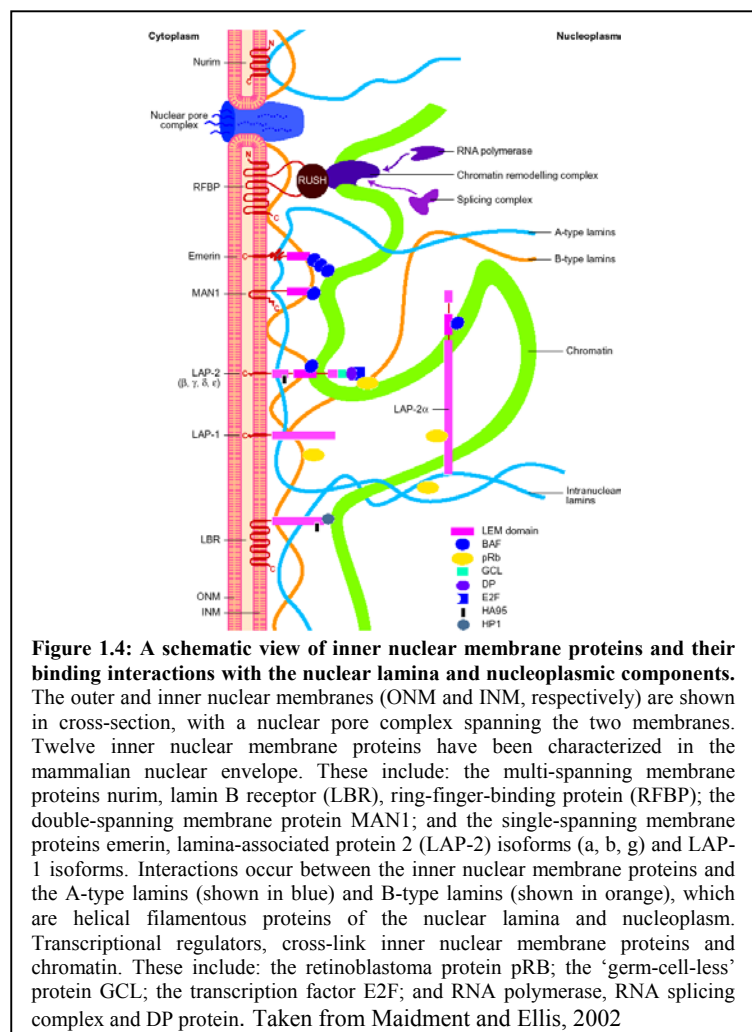 Cytoplasm
Nucleoplasm
Nurim
N
C
Nuclear pore
complex
RNA polymerase
N
Chromatin remodelling complex
RUSH
RFBP
Splicing complex
C
A-type lamins
Emerin
C
B-type lamins
MAN1
C
Chromatin
LAP-2
(β, γ, δ, ε)
C
LAP-2α
LAP-1
C
Intranuclear
lamins
LBR
C
LEM domain
BAF
pRb
GCL
DP
E2F
HA95
HP1
ONM
INM
Figure 1.4: A schematic view of inner nuclear membrane proteins and their
binding interactions with the nuclear lamina and nucleoplasmic components.
The outer and inner nuclear membranes (ONM and INM, respectively) are shown
in cross-section, with a nuclear pore complex spanning the two membranes.
Twelve inner nuclear membrane proteins have been characterized in the
mammalian nuclear envelope. These include: the multi-spanning membrane
proteins nurim, lamin B receptor (LBR), ring-finger-binding protein (RFBP); the
double-spanning membrane protein MAN1; and the single-spanning membrane
proteins emerin, lamina-associated protein 2 (LAP-2) isoforms (a, b, g) and LAP-
1 isoforms. Interactions occur between the inner nuclear membrane proteins and
the A-type lamins (shown in blue) and B-type lamins (shown in orange), which
are helical filamentous proteins of the nuclear lamina and nucleoplasm.
Transcriptional regulators, cross-link inner nuclear membrane proteins and
chromatin. These include: the retinoblastoma protein pRB; the ‘germ-cell-less’
protein GCL; the transcription factor E2F; and RNA polymerase, RNA splicing
complex and DP protein. Taken from Maidment and Ellis, 2002